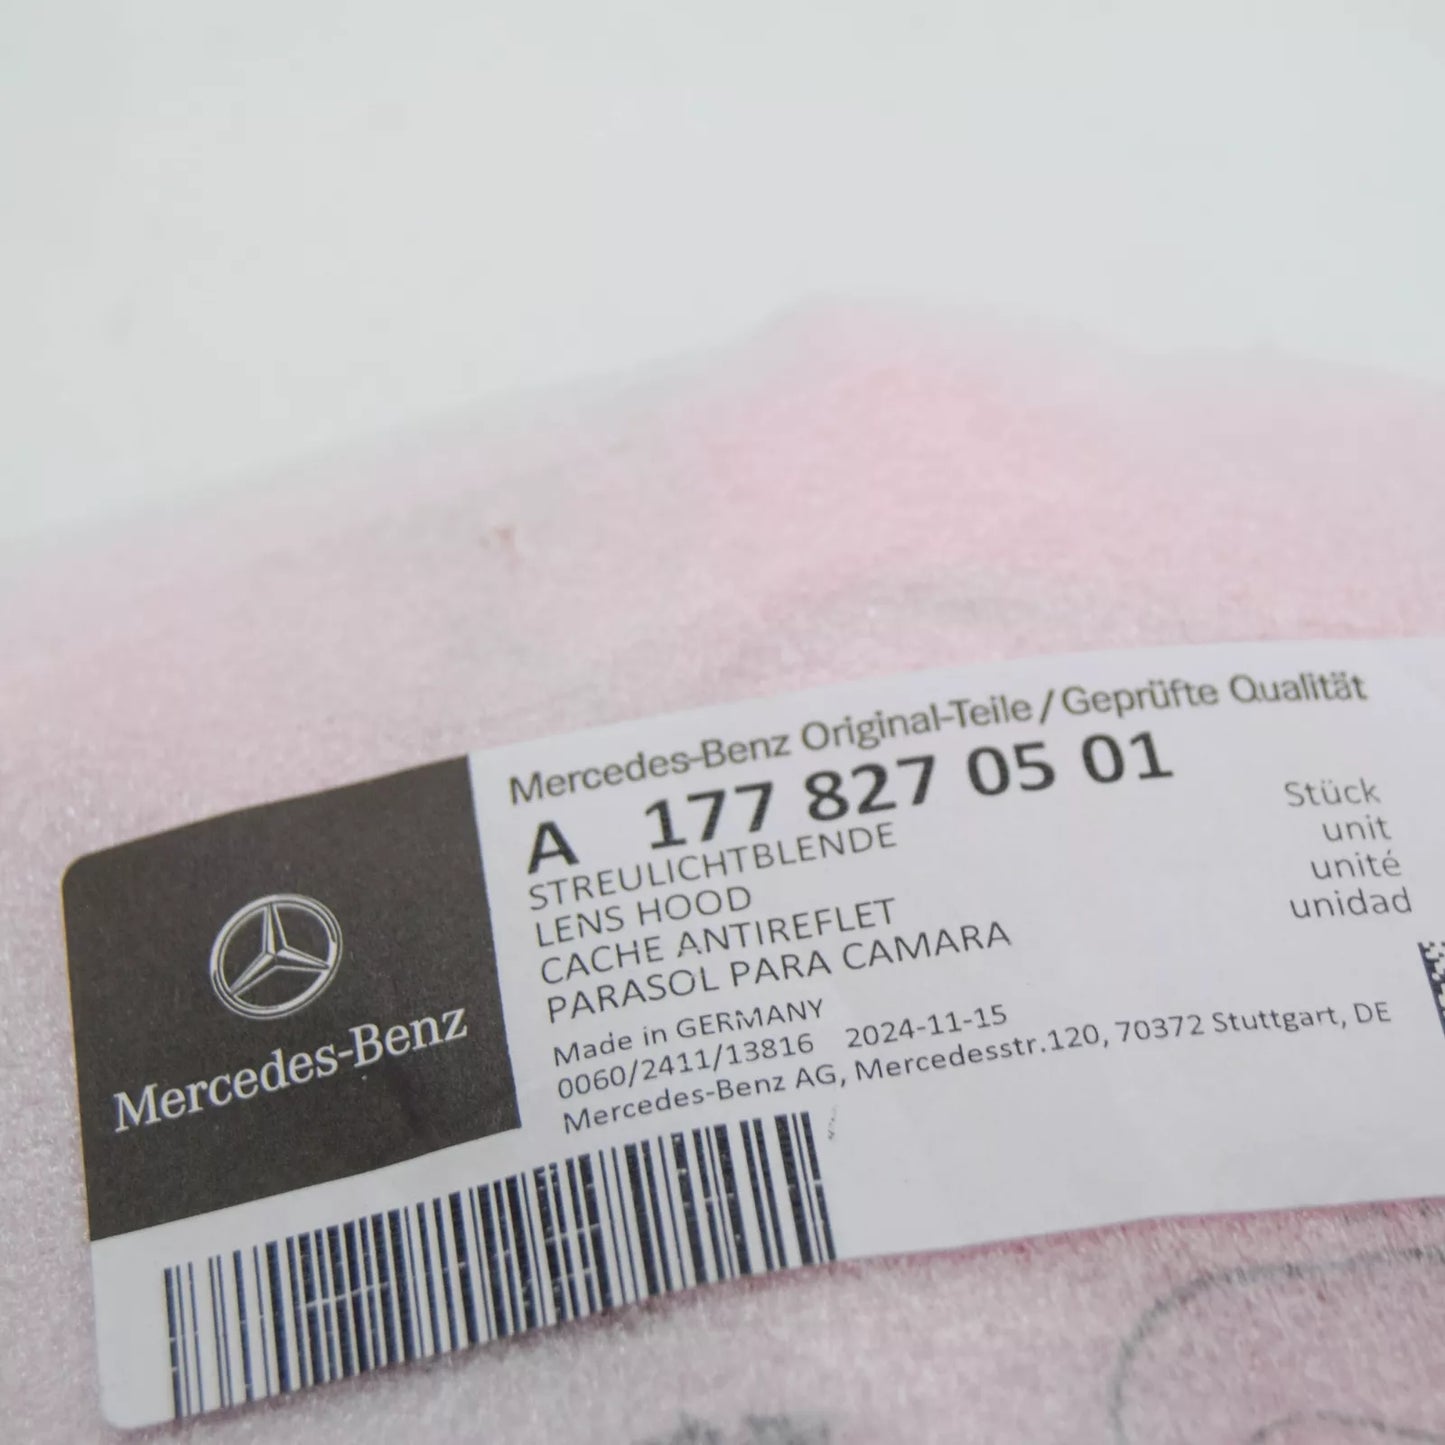 Mercedes-Benz Original-Teile/Geprüfte Qualität
A 177 827 05 01
STREULICHTBLENDE
LENS HOOD
CACHE ANTIREFLET
PARASOL PARA CAMARA
Stück
unit
unité
unidad
Made in GERMANY
0060/2411/13816 2024-11-15
Mercedes-Benz AG, Mercedesstr.120, 70372 Stuttgart, DE
Mercedes-Benz